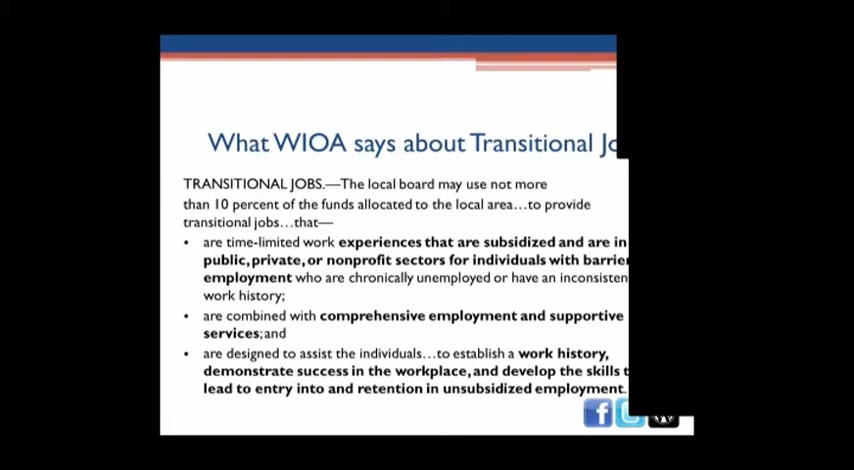 What WIOA says about Transitional Jo
TRANSITIONAL JOBS.—The local board may use not more
than 10 percent of the funds allocated to the local area…to provide
transitional jobs…that—
• are time-limited work experiences that are subsidized and are in
public, private, or nonprofit sectors for individuals with barrier
employment who are chronically unemployed or have an inconsistent
work history;
• are combined with comprehensive employment and supportive
services; and
• are designed to assist the individuals…to establish a work history,
demonstrate success in the workplace, and develop the skills t
lead to entry into and retention in unsubsidized employment.